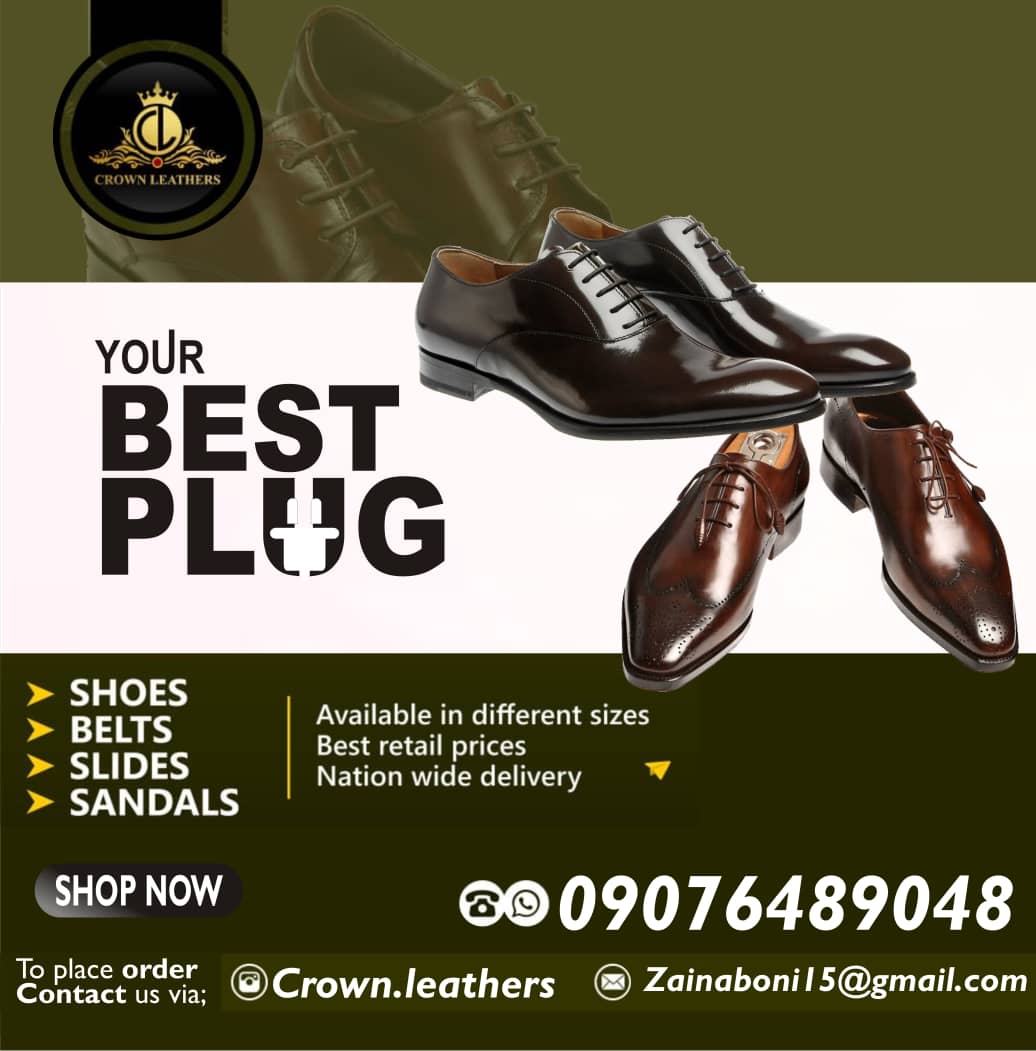 CL
CROWN LEATHERS
YOUR
BEST
PLUG
SHOES
BELTS
SLIDES
SANDALS
Available in different sizes
Best retail prices
Nation wide delivery
SHOP NOW
09076489048
To place order
Contact us via;
Crown.leathers
Zainaboni15@gmail.com